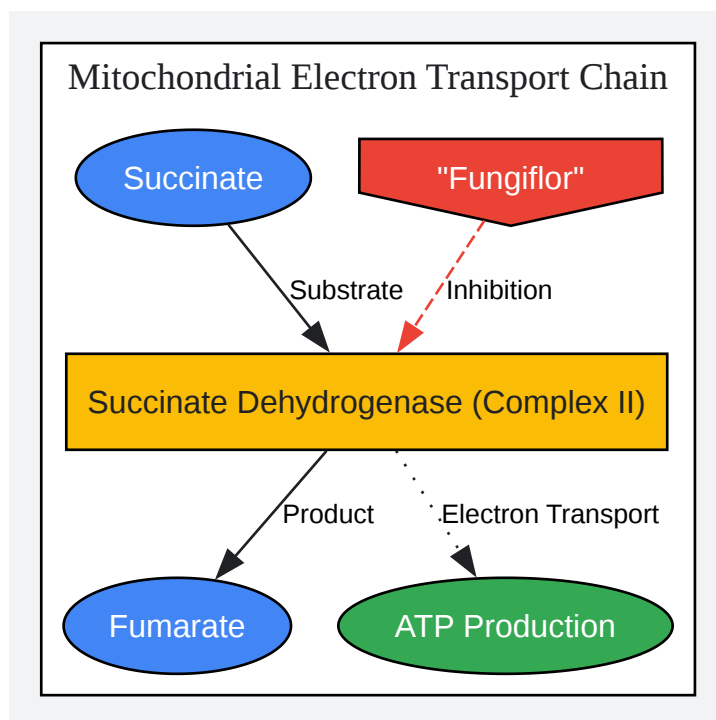 Mitochondrial Electron Transport Chain
Succinate
"Fungiflor"
Substrate
Inhibition
Succinate Dehydrogenase (Complex II)
Product
Electron Transport
Fumarate
ATP Production